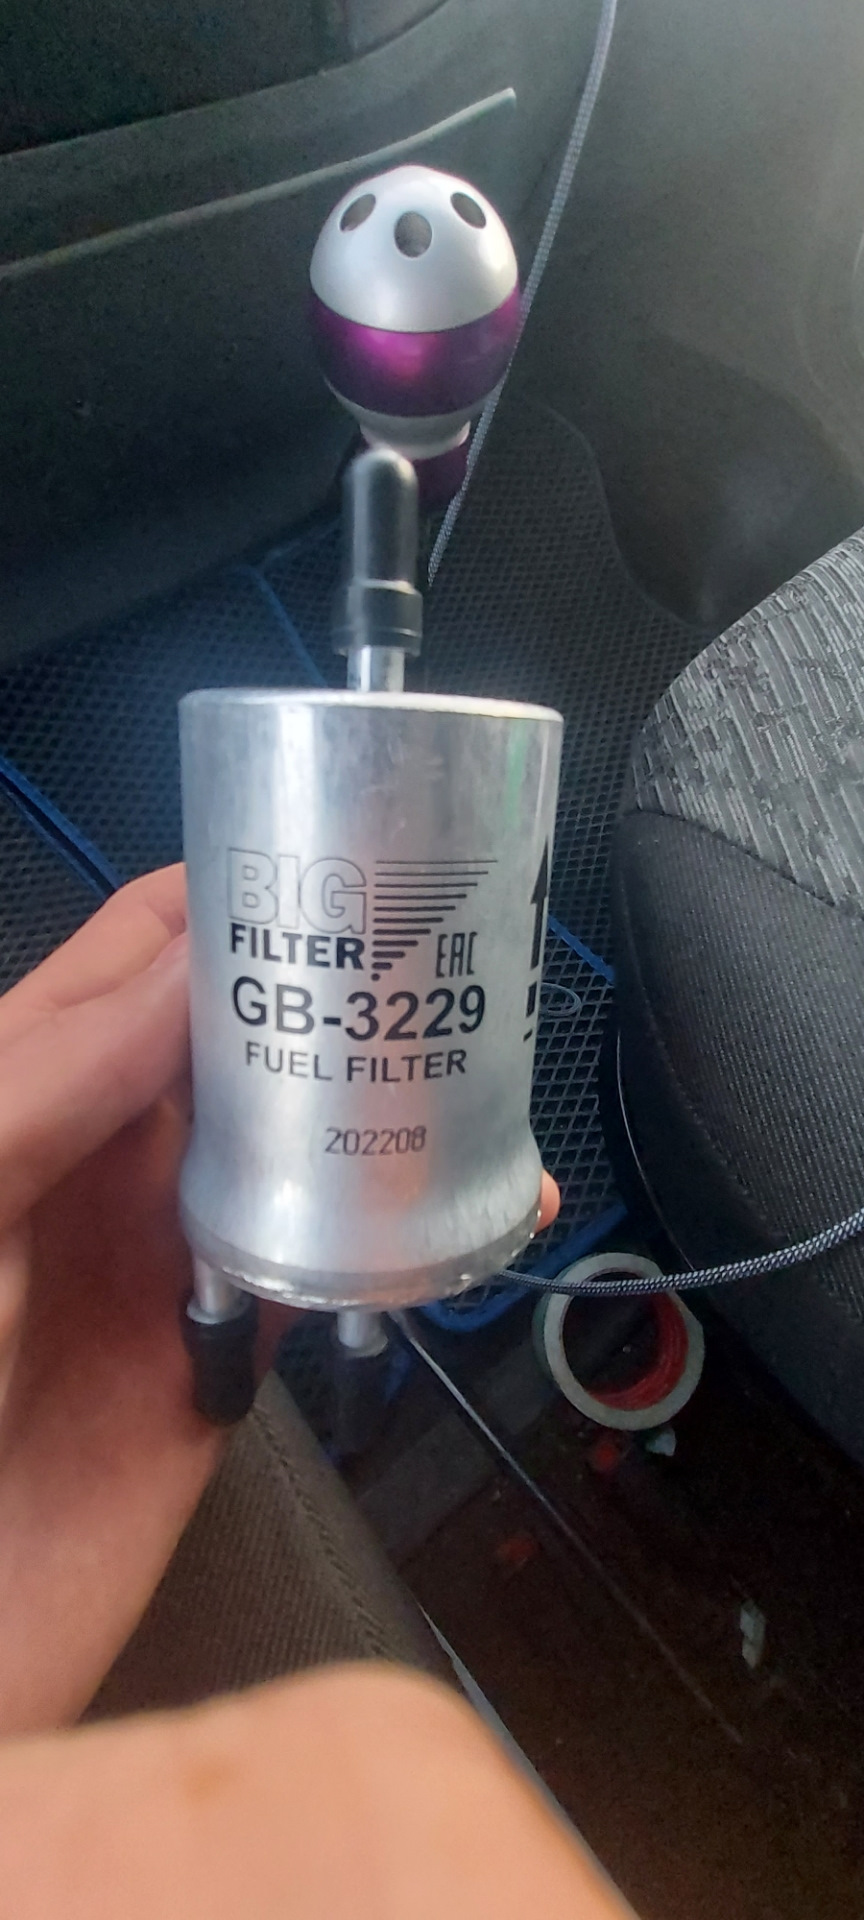 BIG
FILTER
EAC
GB-3229
FUEL FILTER
202208